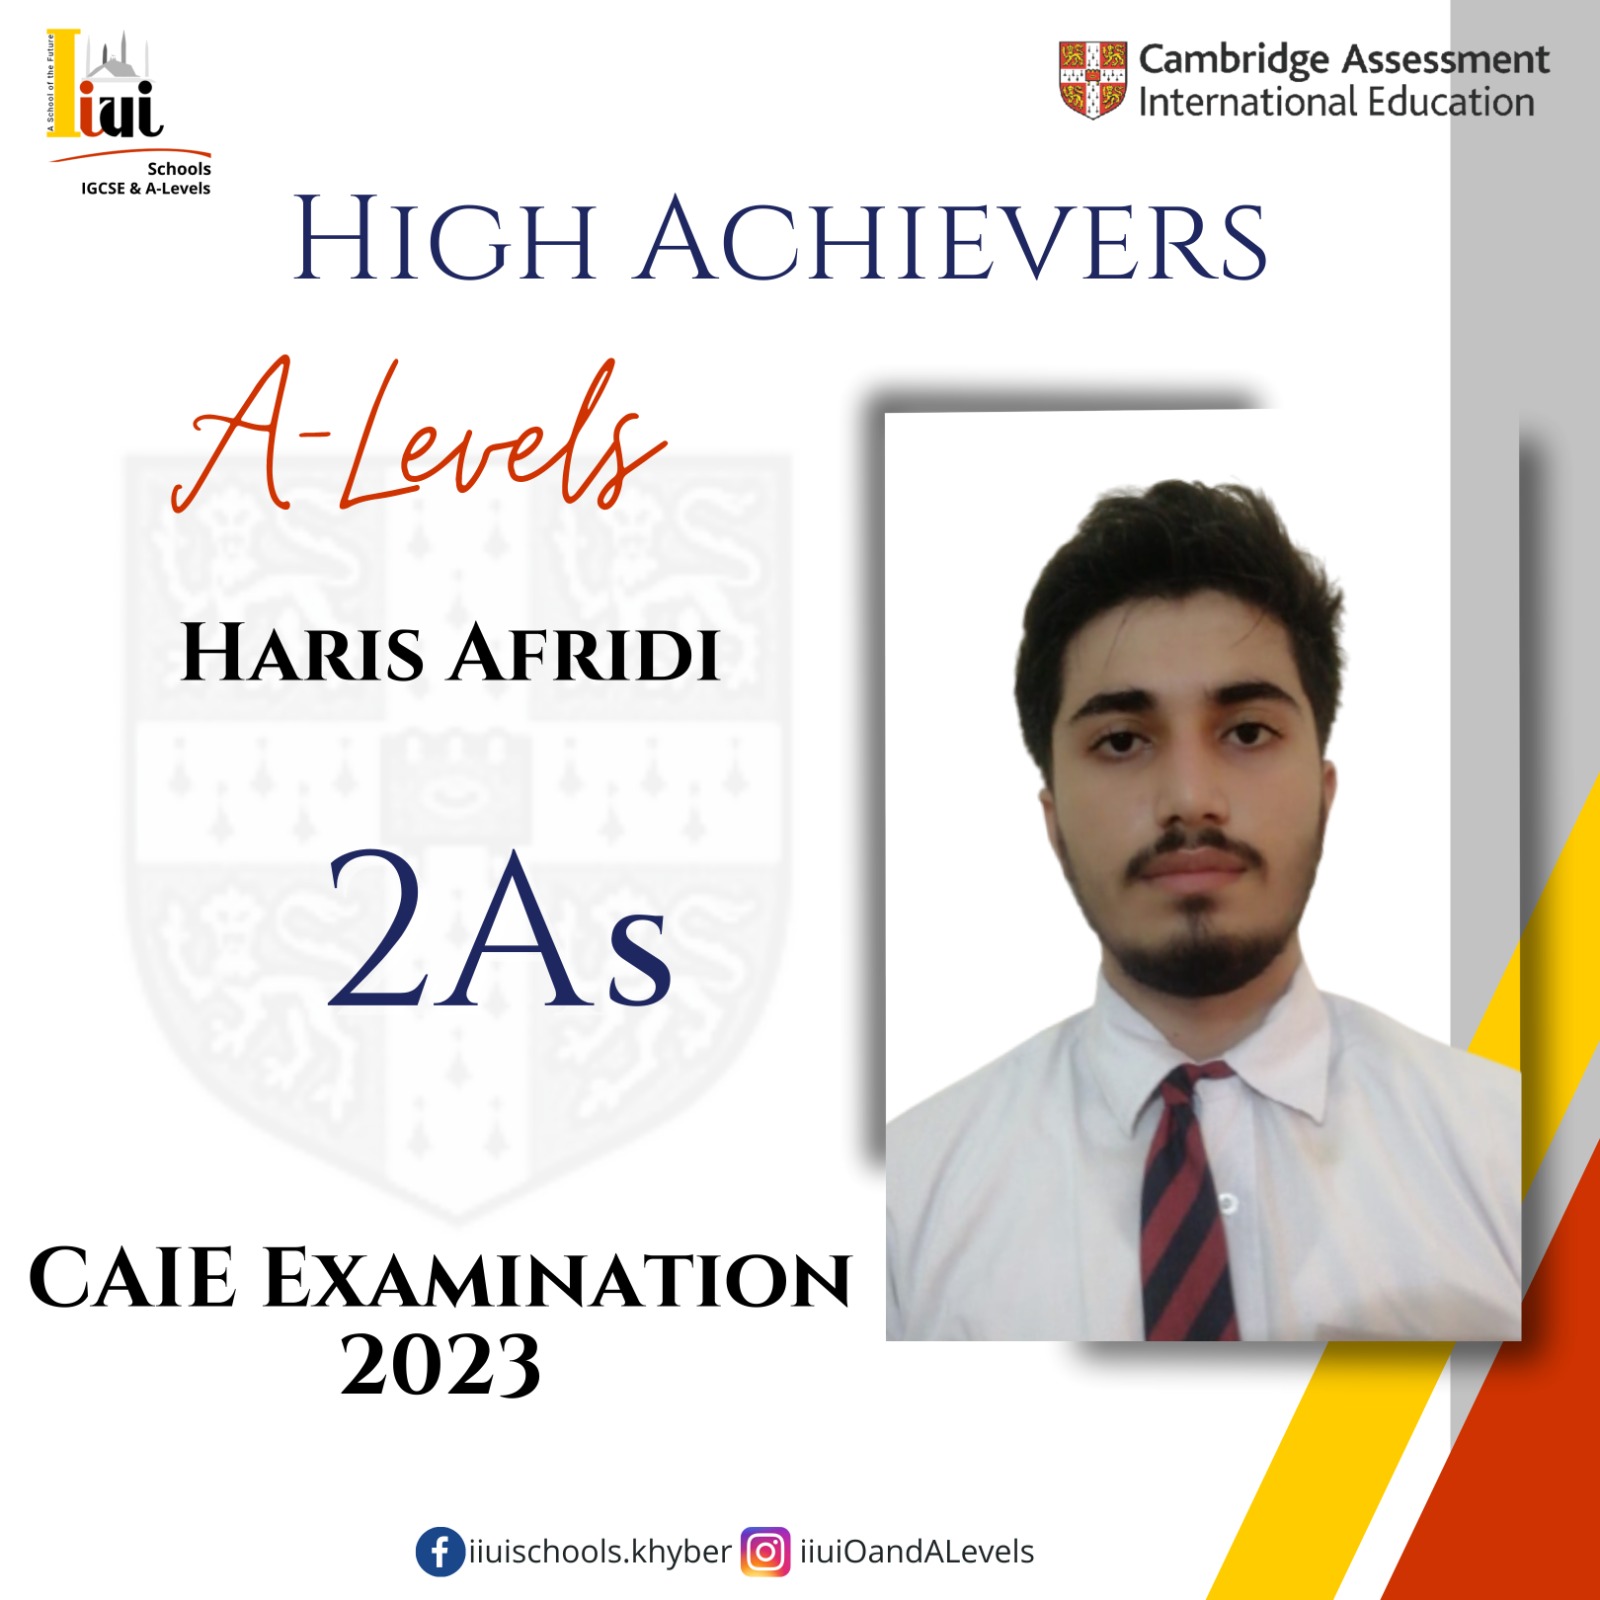 A School of the Future
iiui
Schools
IGCSE & A-Levels
Cambridge Assessment
International Education
High Achievers
A-Levels
Haris Afridi
2As
CAIE Examination
2023
iiuischools.khyber
iiuiOandALevels